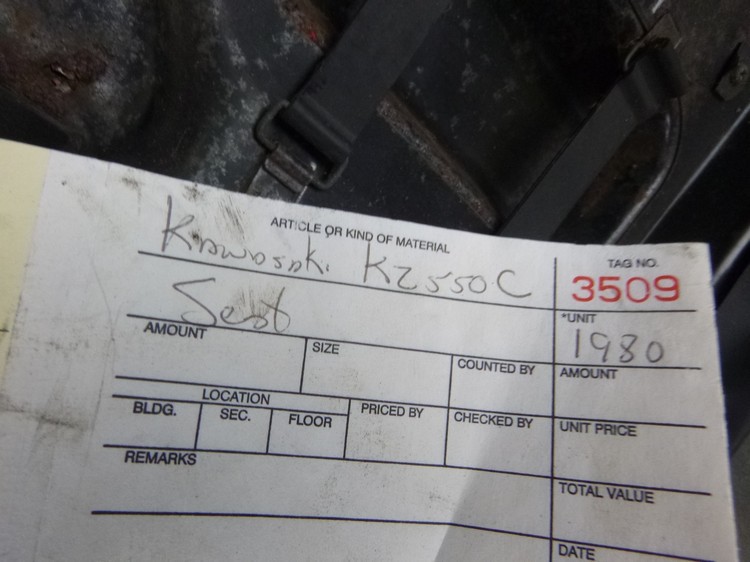 ARTICLE OR KIND OF MATERIAL
TAG NO.
Kawasaki KZ550C
3509
Seat
*UNIT
1980
AMOUNT
SIZE
COUNTED BY
AMOUNT
LOCATION
BLDG.
SEC.
FLOOR
PRICED BY
CHECKED BY
UNIT PRICE
REMARKS
TOTAL VALUE
DATE